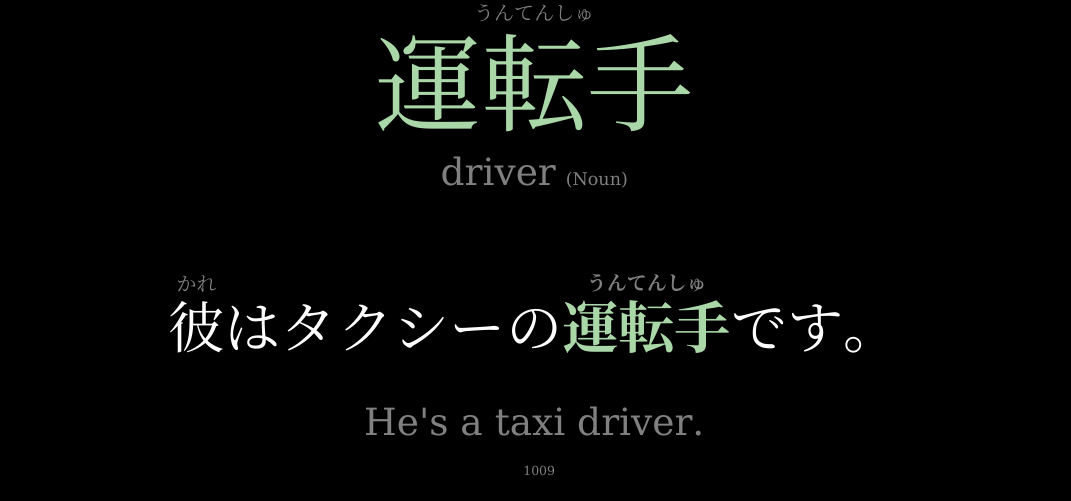 うんてんしゅ
運転手
driver (Noun)
かれ うんてんしゅ
彼はタクシーの運転手です。
He's a taxi driver.
1009